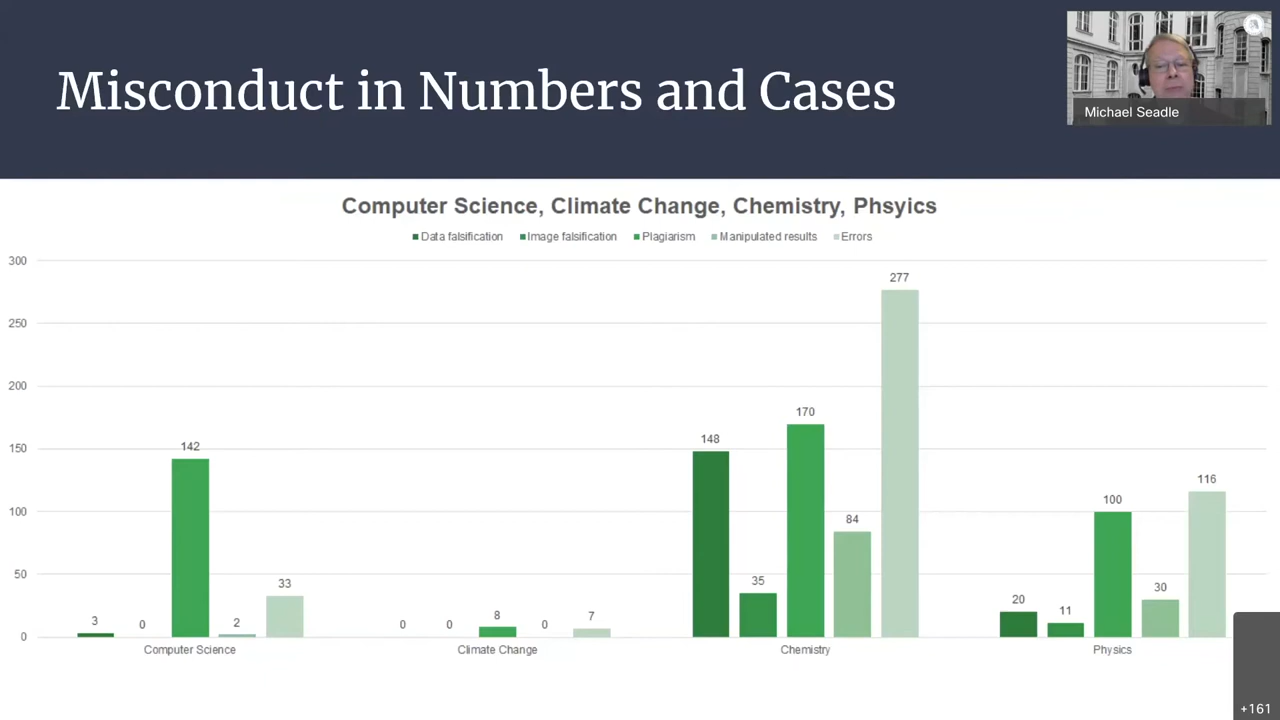 Misconduct in Numbers and Cases
Michael Seadle
Computer Science, Climate Change, Chemistry, Phsyics
Data falsification Image falsification Plagiarism Manipulated results Errors
300
250
200
150
100
50
0
3 0 142 2 33
0 0 8 0 7
148 35 170 84 277
20 11 100 30 116
Computer Science Climate Change Chemistry Physics
+161